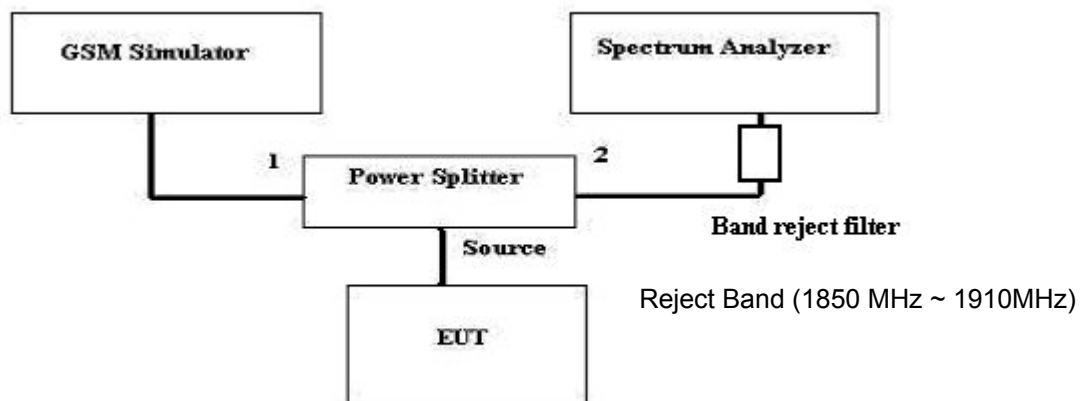 GSM Simulator
Spectrum Analyzer
1
2
Power Splitter
Band reject filter
Source
Reject Band (1850 MHz ~ 1910MHz)
EUT